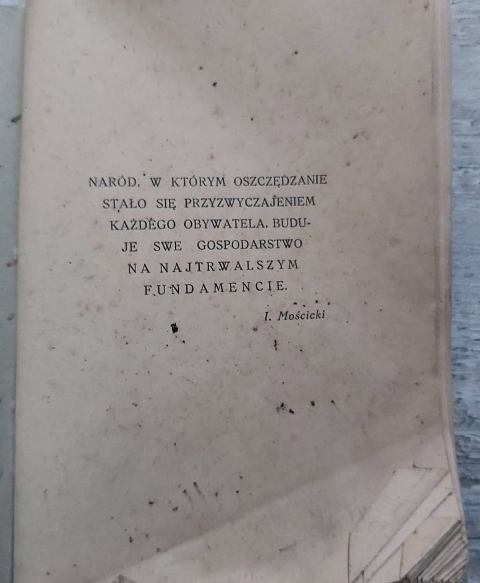 NARÓD, W KTÓRYM OSZCZĘDZANIE
STAŁO SIĘ PRZYZWYCZAJENIEM
KAŻDEGO OBYWATELA, BUDU-
JE SWE GOSPODARSTWO
NA NAJTRWALSZYM
FUNDAMENCIE.
I. Mościcki